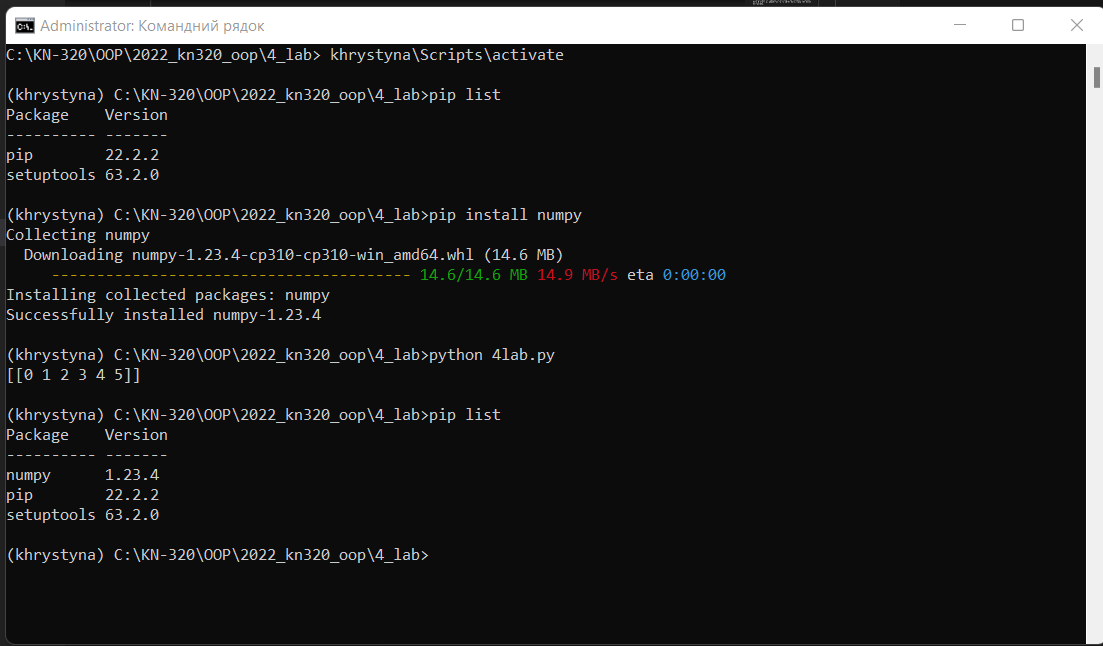 Administrator: Командний рядок
C:\KN-320\OOP\2022_kn320_oop\4_lab> khrystyna\Scripts\activate
(khrystyna) C:\KN-320\OOP\2022_kn320_oop\4_lab>pip list
Package    Version
---------- -------
pip        22.2.2
setuptools 63.2.0
(khrystyna) C:\KN-320\OOP\2022_kn320_oop\4_lab>pip install numpy
Collecting numpy
  Downloading numpy-1.23.4-cp310-cp310-win_amd64.whl (14.6 MB)
     ---------------------------------------- 14.6/14.6 MB 14.9 MB/s eta 0:00:00
Installing collected packages: numpy
Successfully installed numpy-1.23.4
(khrystyna) C:\KN-320\OOP\2022_kn320_oop\4_lab>python 4lab.py
[[0 1 2 3 4 5]]
(khrystyna) C:\KN-320\OOP\2022_kn320_oop\4_lab>pip list
Package    Version
---------- -------
numpy      1.23.4
pip        22.2.2
setuptools 63.2.0
(khrystyna) C:\KN-320\OOP\2022_kn320_oop\4_lab>